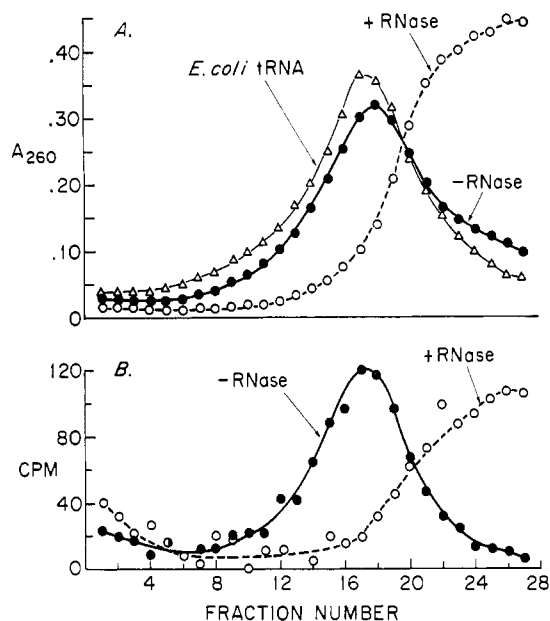 A.
+ RNase
E. coli tRNA
.40
.30
A260
.20
−RNase
.10
0
B.
−RNase
+RNase
120
80
CPM
40
0
4 8 12 16 20 24 28
FRACTION NUMBER